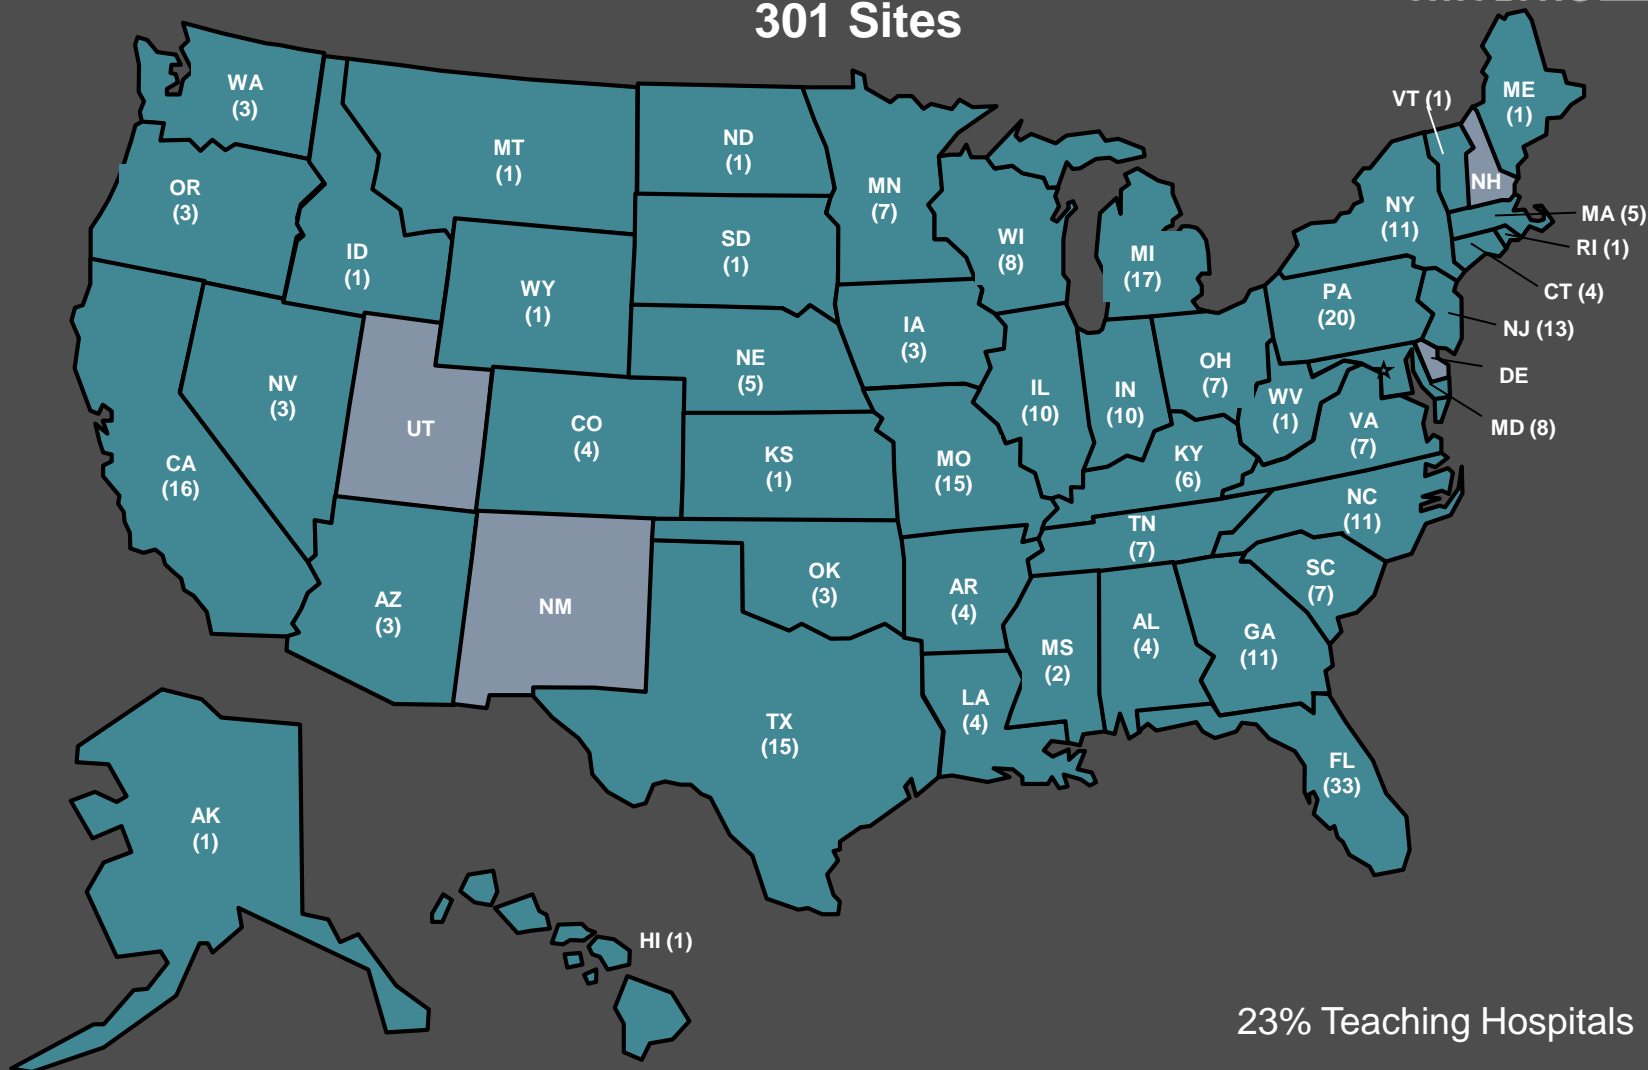 301 Sites
WA
(3)
OR
(3)
CA
(16)
NV
(3)
ID
(1)
MT
(1)
WY
(1)
UT
AZ
(3)
CO
(4)
NM
ND
(1)
SD
(1)
NE
(5)
KS
(1)
OK
(3)
TX
(15)
MN
(7)
IA
(3)
MO
(15)
AR
(4)
LA
(4)
WI
(8)
IL
(10)
MI
(17)
IN
(10)
OH
(7)
KY
(6)
TN
(7)
MS
(2)
AL
(4)
GA
(11)
FL
(33)
SC
(7)
NC
(11)
VA
(7)
WV
(1)
PA
(20)
NY
(11)
VT (1)
NH
ME
(1)
MA (5)
RI (1)
CT (4)
NJ (13)
DE
MD (8)
AK
(1)
HI (1)
23% Teaching Hospitals